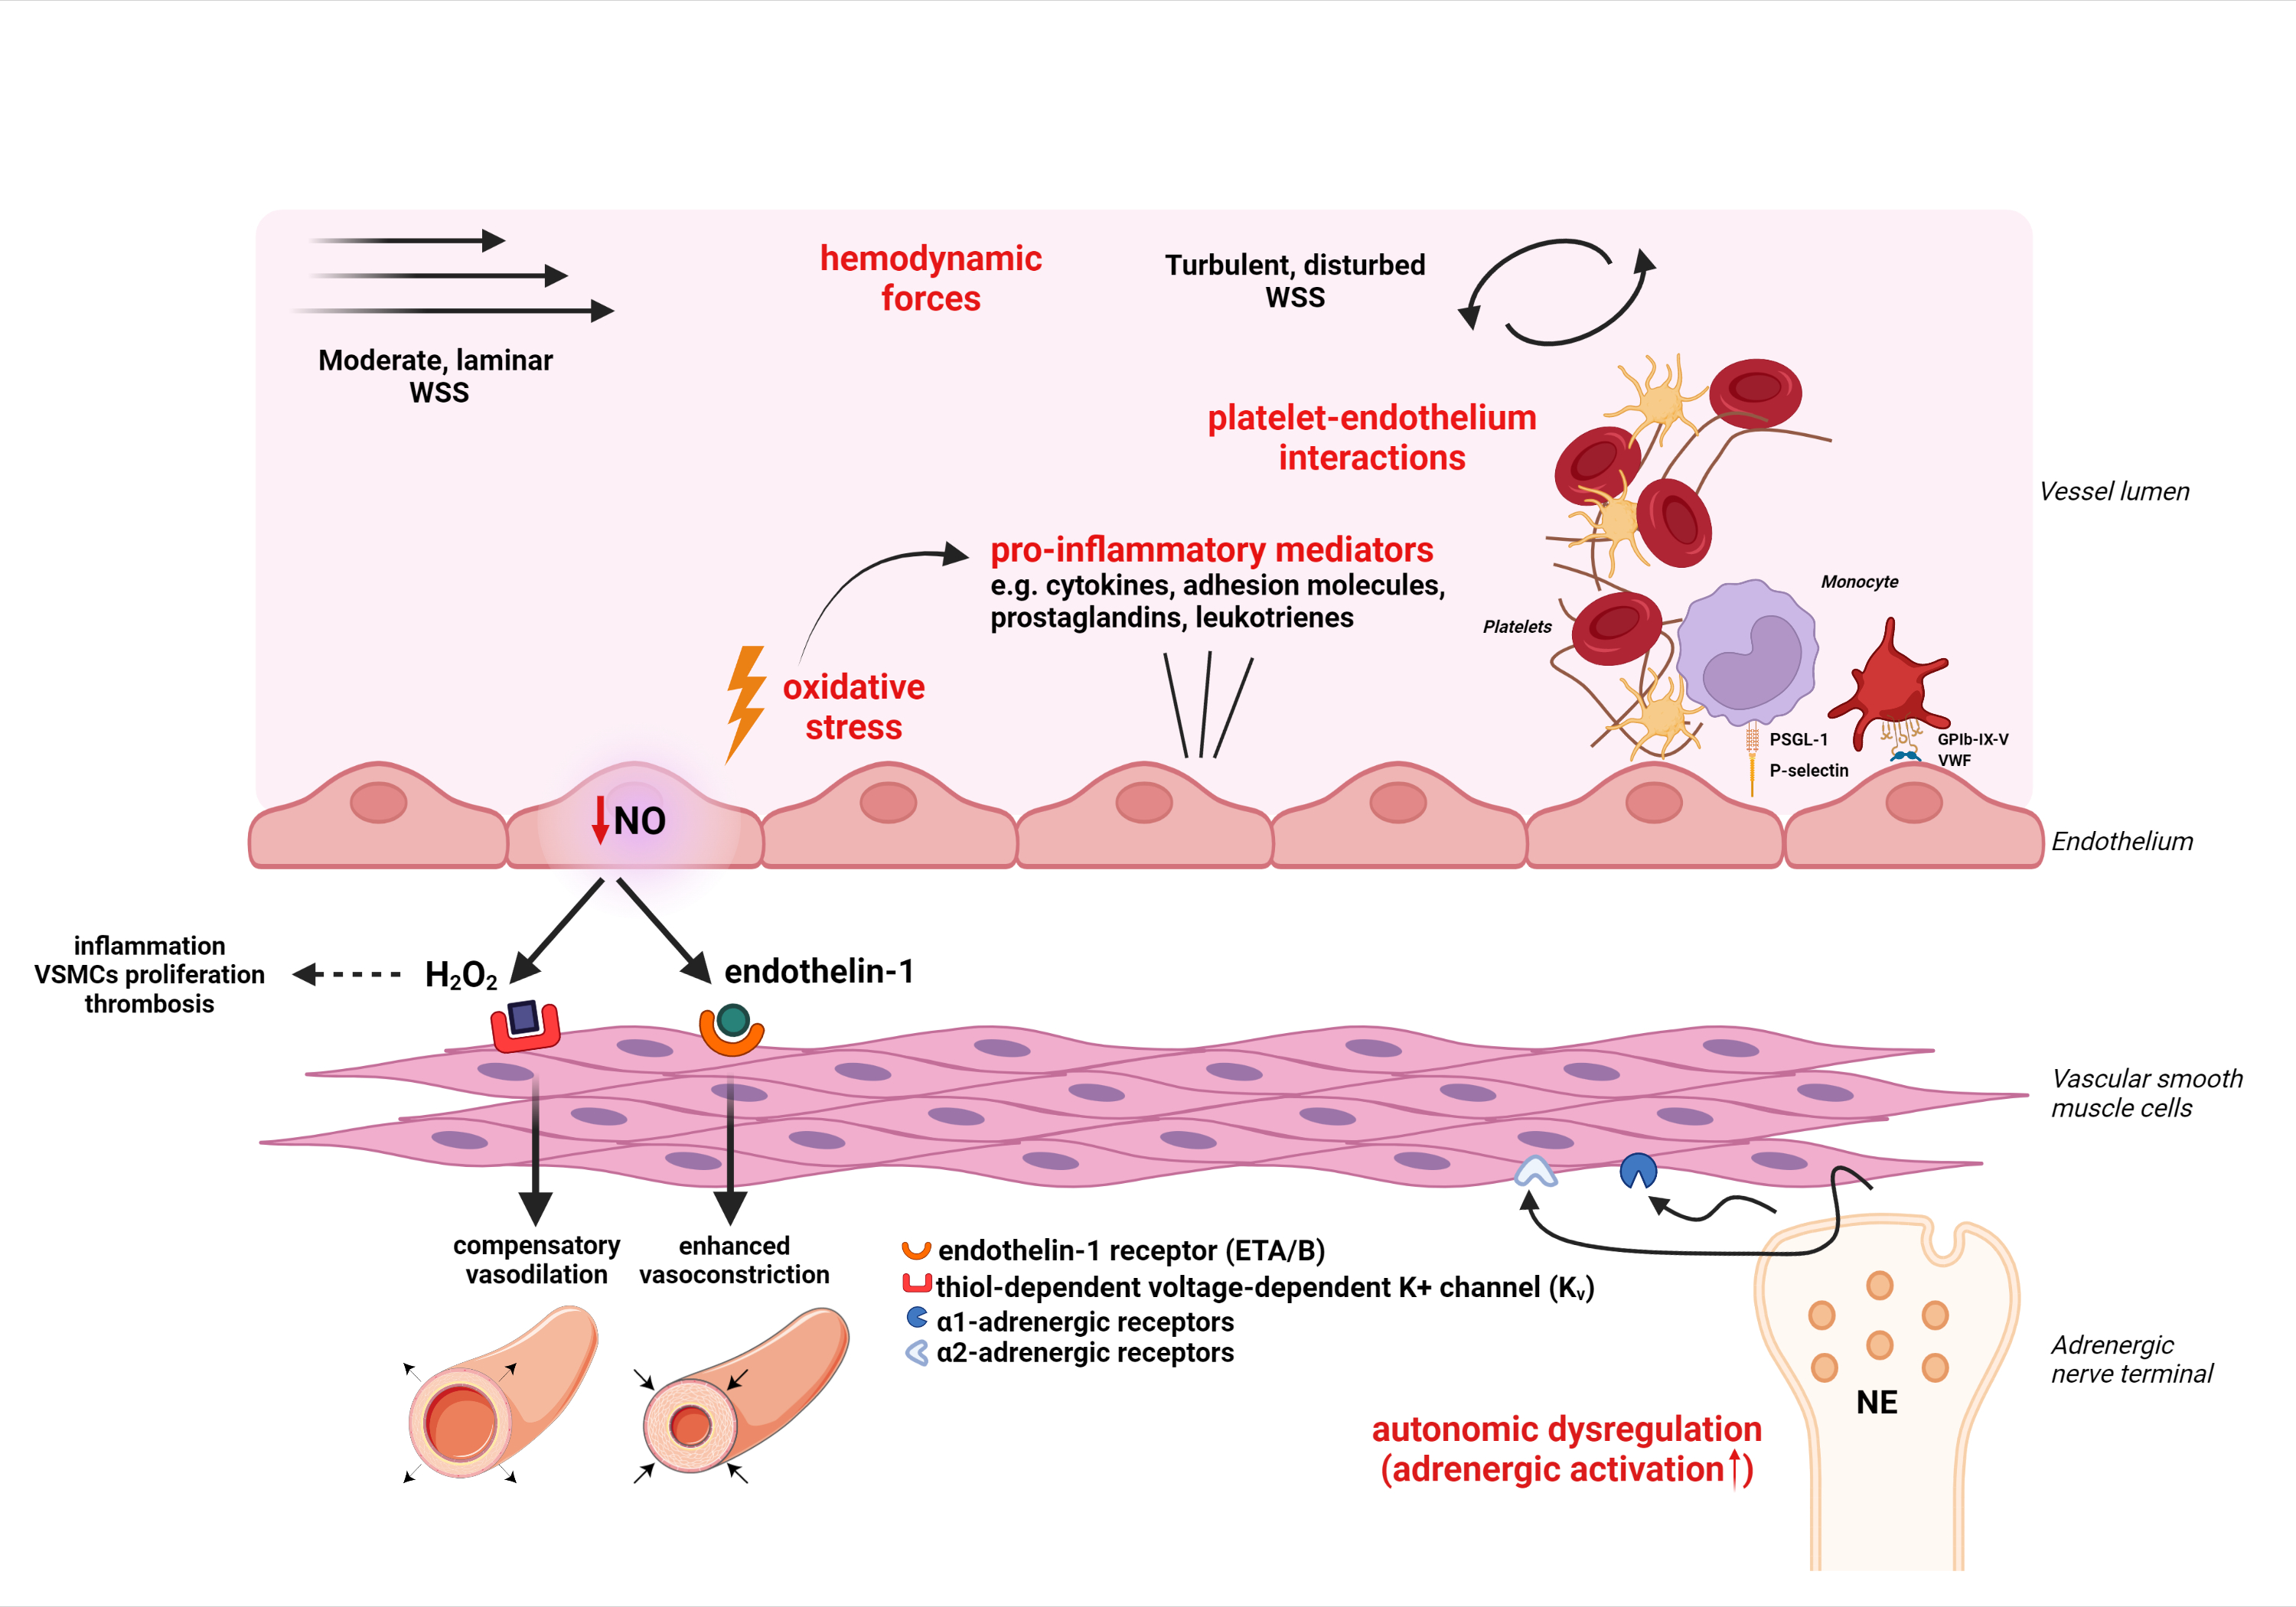 hemodynamic
forces
Turbulent, disturbed
WSS
Moderate, laminar
WSS
platelet-endothelium
interactions
Vessel lumen
pro-inflammatory mediators
e.g. cytokines, adhesion molecules,
prostaglandins, leukotrienes
Monocyte
Platelets
oxidative
stress
PSGL-1
P-selectin
GPIb-IX-V
VWF
NO
Endothelium
inflammation
VSMCs proliferation
thrombosis
H₂O₂
endothelin-1
Vascular smooth
muscle cells
compensatory
vasodilation
enhanced
vasoconstriction
endothelin-1 receptor (ETA/B)
thiol-dependent voltage-dependent K+ channel (Kᵥ)
α1-adrenergic receptors
α2-adrenergic receptors
Adrenergic
nerve terminal
NE
autonomic dysregulation
(adrenergic activation↑)